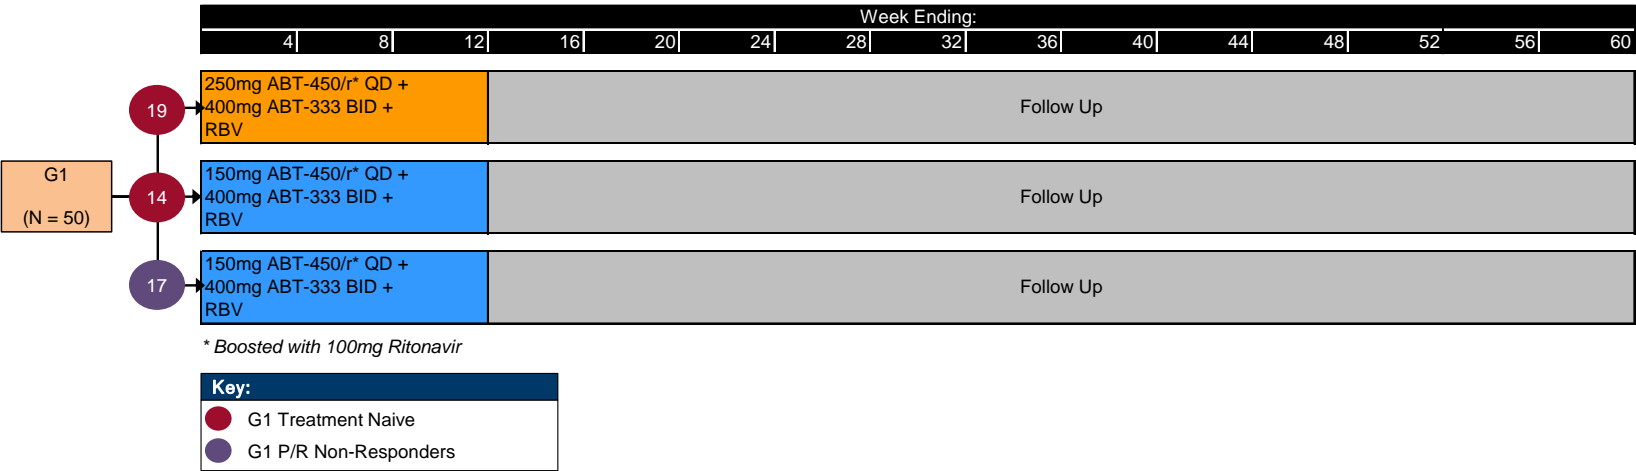 Week Ending:
4 8 12 16 20 24 28 32 36 40 44 48 52 56 60
250mg ABT-450/r* QD +
400mg ABT-333 BID +
RBV
19
Follow Up
G1
(N = 50)
150mg ABT-450/r* QD +
400mg ABT-333 BID +
RBV
14
Follow Up
150mg ABT-450/r* QD +
400mg ABT-333 BID +
RBV
17
Follow Up
* Boosted with 100mg Ritonavir
Key:
G1 Treatment Naive
G1 P/R Non-Responders